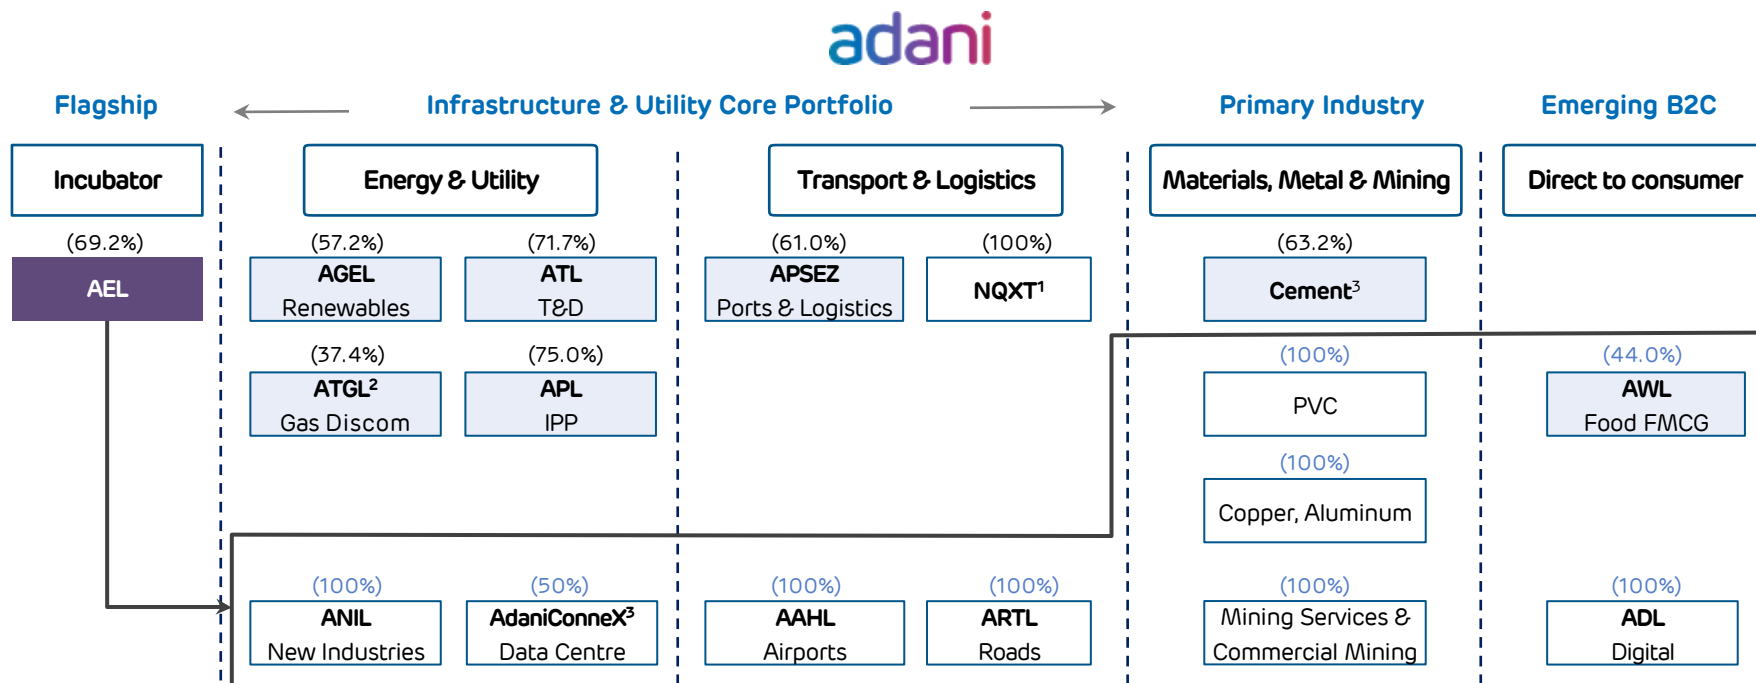 adani
Flagship
Infrastructure & Utility Core Portfolio
Primary Industry
Emerging B2C
Incubator
Energy & Utility
Transport & Logistics
Materials, Metal & Mining
Direct to consumer
(69.2%)
AEL
(57.2%)
AGEL
Renewables
(71.7%)
ATL
T&D
(61.0%)
APSEZ
Ports & Logistics
(100%)
NQXT¹
(63.2%)
Cement³
(37.4%)
ATGL²
Gas Discom
(75.0%)
APL
IPP
(100%)
PVC
(44.0%)
AWL
Food FMCG
(100%)
Copper, Aluminum
(100%)
ANIL
New Industries
(50%)
AdaniConneX³
Data Centre
(100%)
AAHL
Airports
(100%)
ARTL
Roads
(100%)
Mining Services &
Commercial Mining
(100%)
ADL
Digital